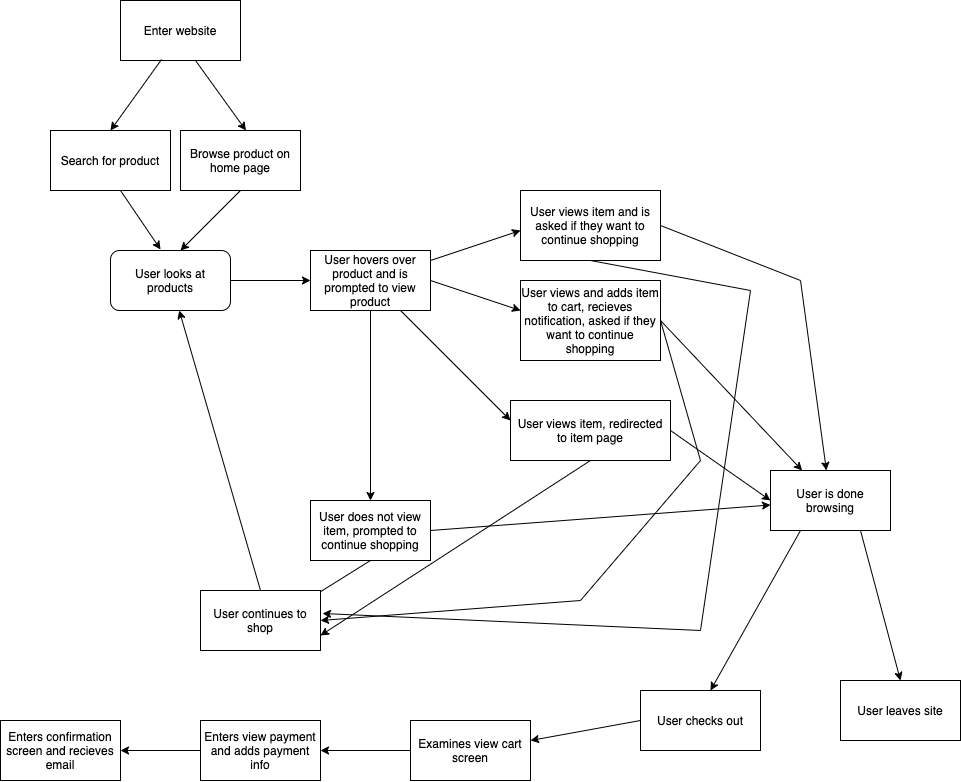 Enter website
Search for product
Browse product on
home page
User looks at
products
User hovers over
product and is
prompted to view
product
User views item and is
asked if they want to
continue shopping
User views and adds item
to cart, recieves
notification, asked if they
want to continue
shopping
User views item, redirected
to item page
User is done
browsing
User does not view
item, prompted to
continue shopping
User continues to
shop
User checks out
User leaves site
Examines view cart
screen
Enters view payment
and adds payment
info
Enters confirmation
screen and recieves
email